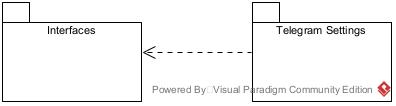 Interfaces
Telegram Settings
Powered By Visual Paradigm Community Edition